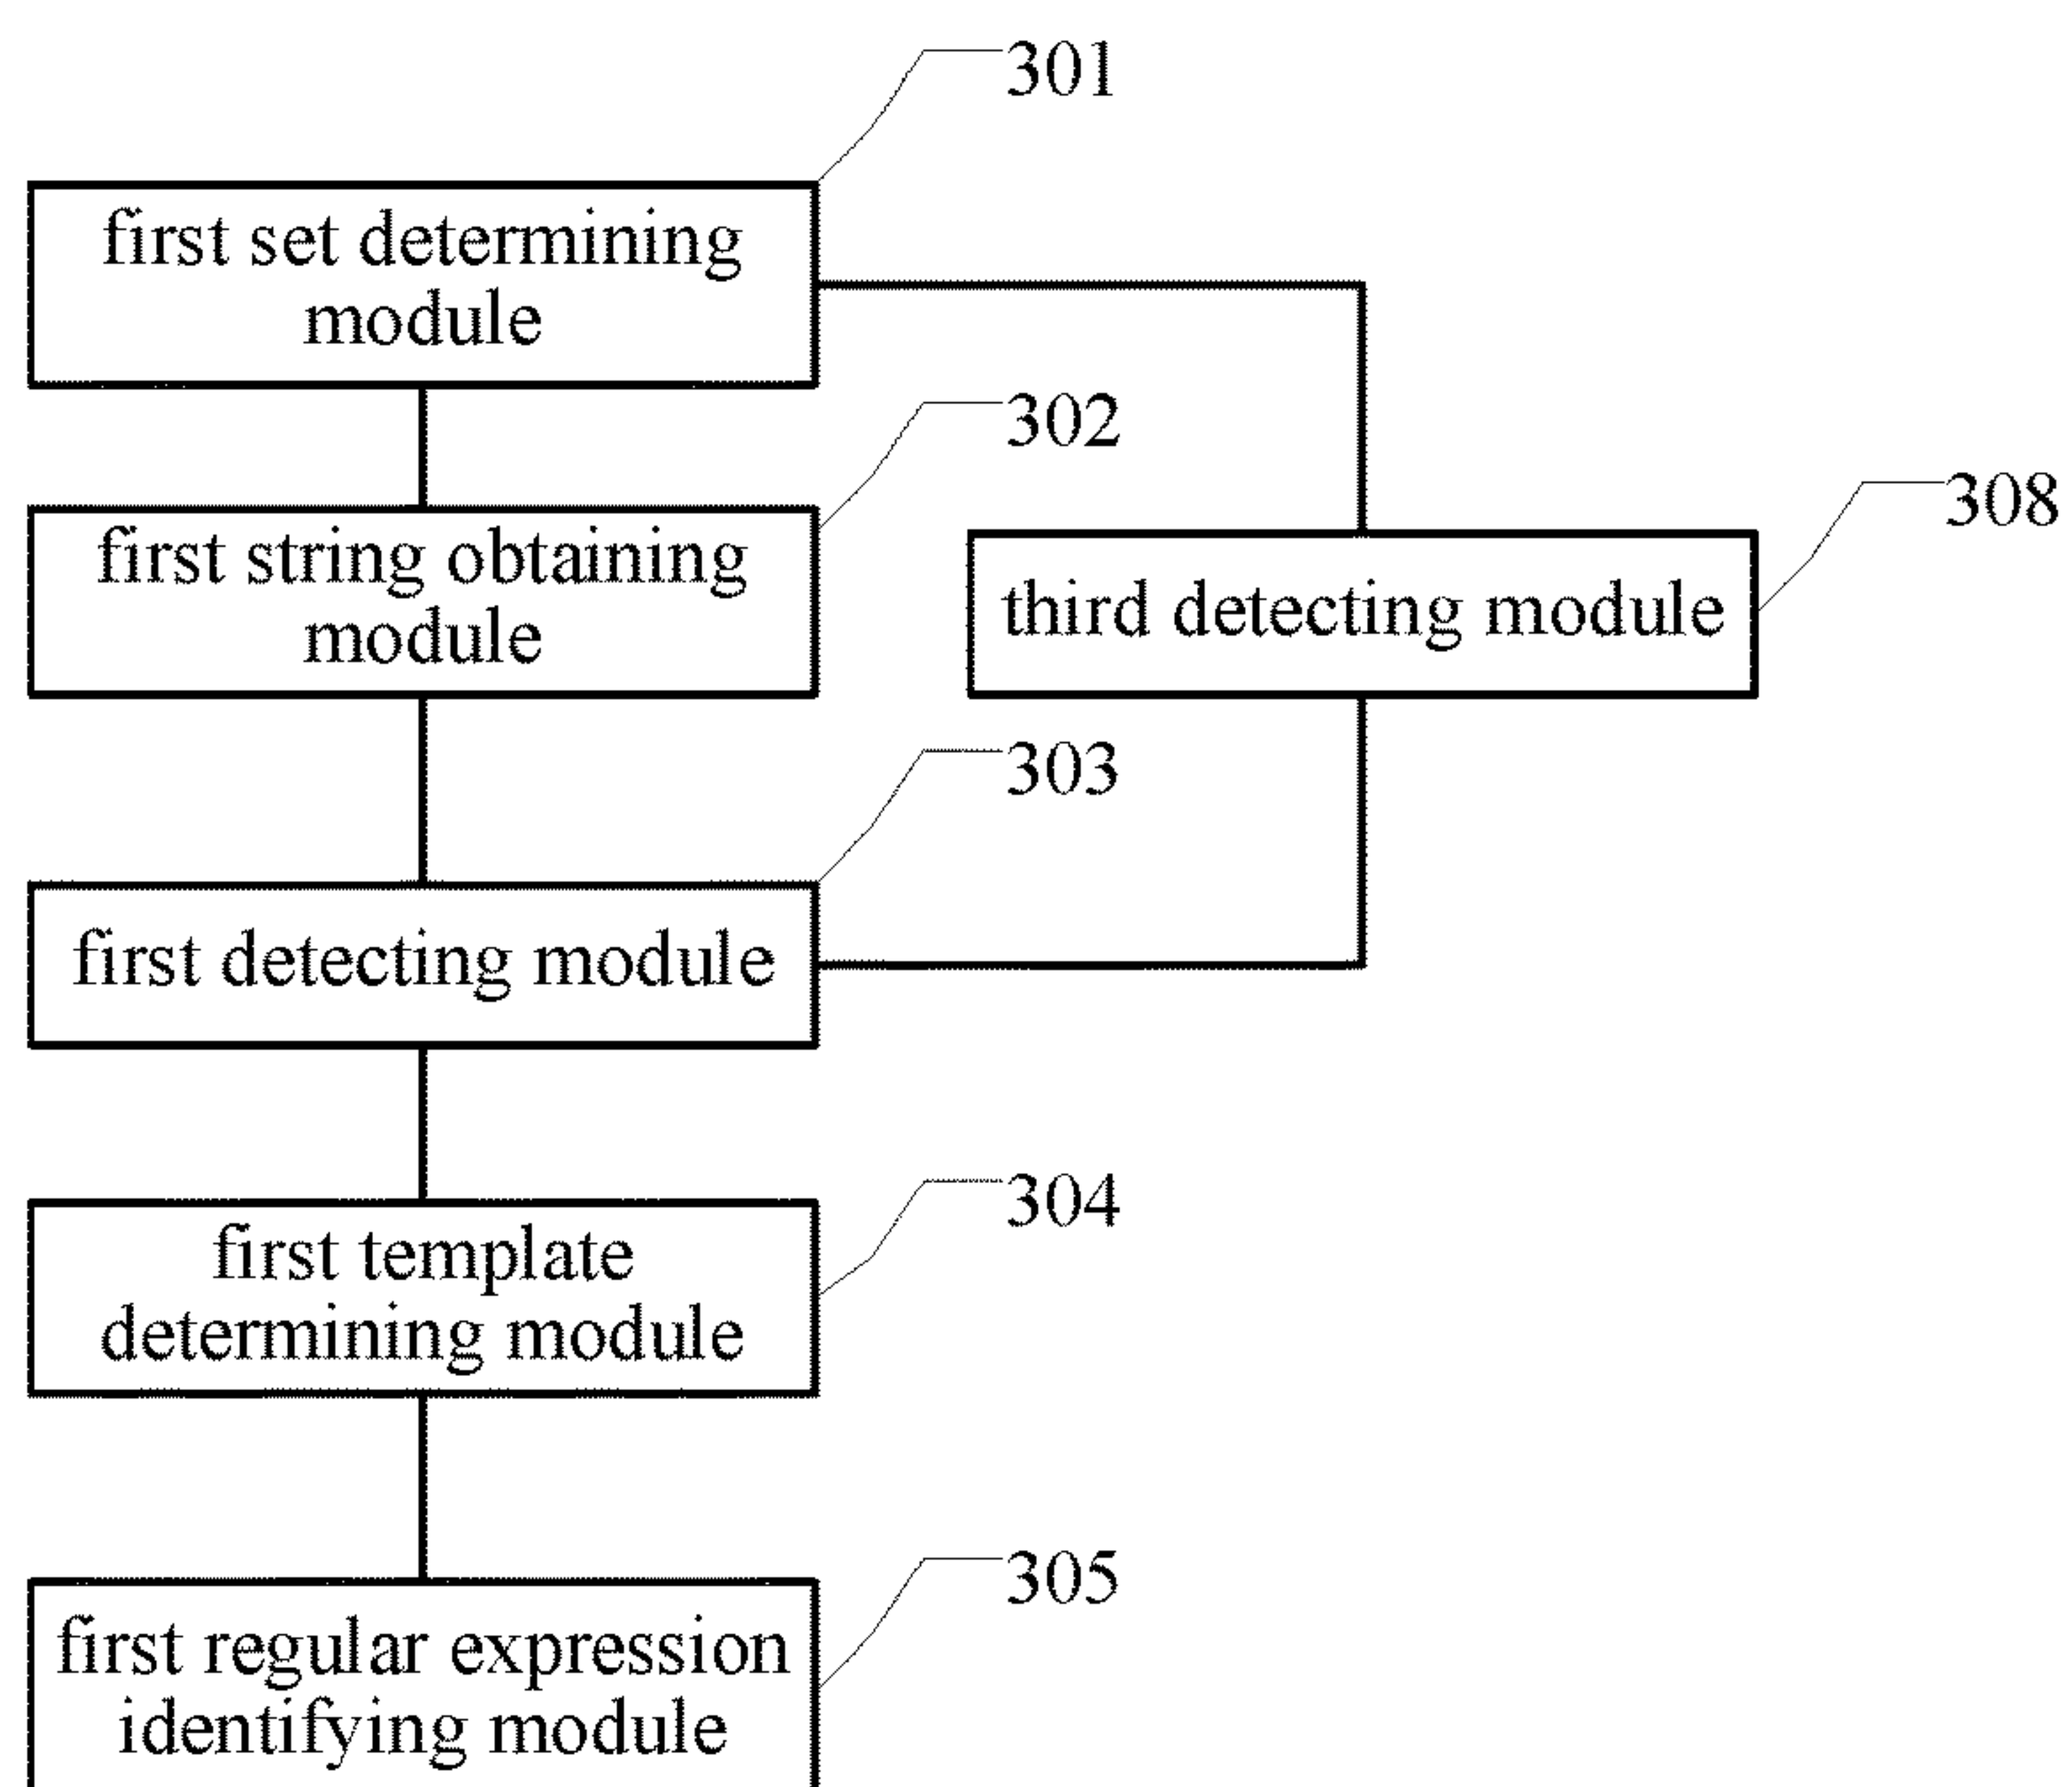 301
first set determining
module
302
first string obtaining
module
308
third detecting module
303
first detecting module
304
first template
determining module
305
first regular expression
identifying module